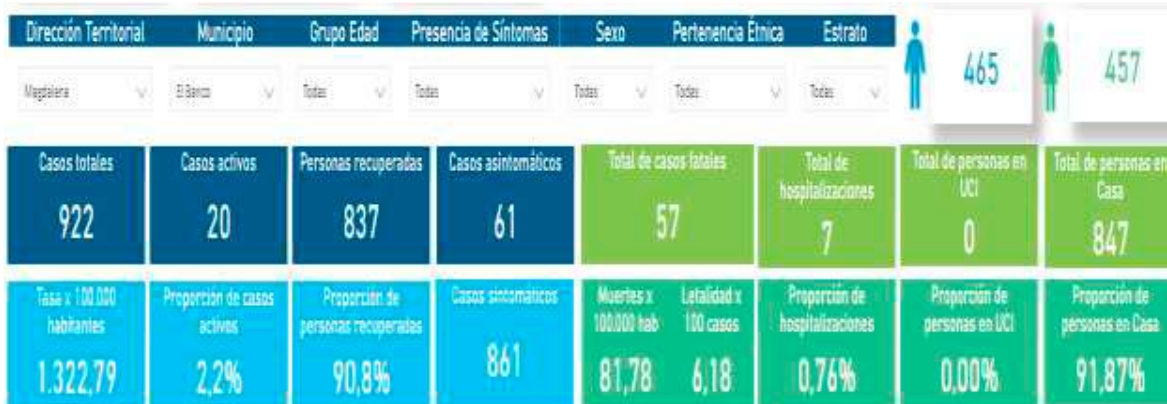 Dirección Territorial Municipio Grupo Edad Presencia de Síntomas Sexo Pertenencia Étnica Estrato
465 457
Magdalena El Banco Todas Todas Todas Todas Todas
Casos totales Casos activos Personas recuperadas Casos asintomáticos Total de casos fatales Total de hospitalizaciones Total de personas en UCI Total de personas en Casa
922 20 837 61 57 7 0 847
Tasa x 100.000 habitantes Proporción de casos activos Proporción de personas recuperadas Casos sintomáticos Muertes x 100.000 hab Letalidad x 100 casos Proporción de hospitalizaciones Proporción de personas en UCI Proporción de personas en Casa
1.322,79 2,2% 90,8% 861 81,78 6,18 0,76% 0,00% 91,87%